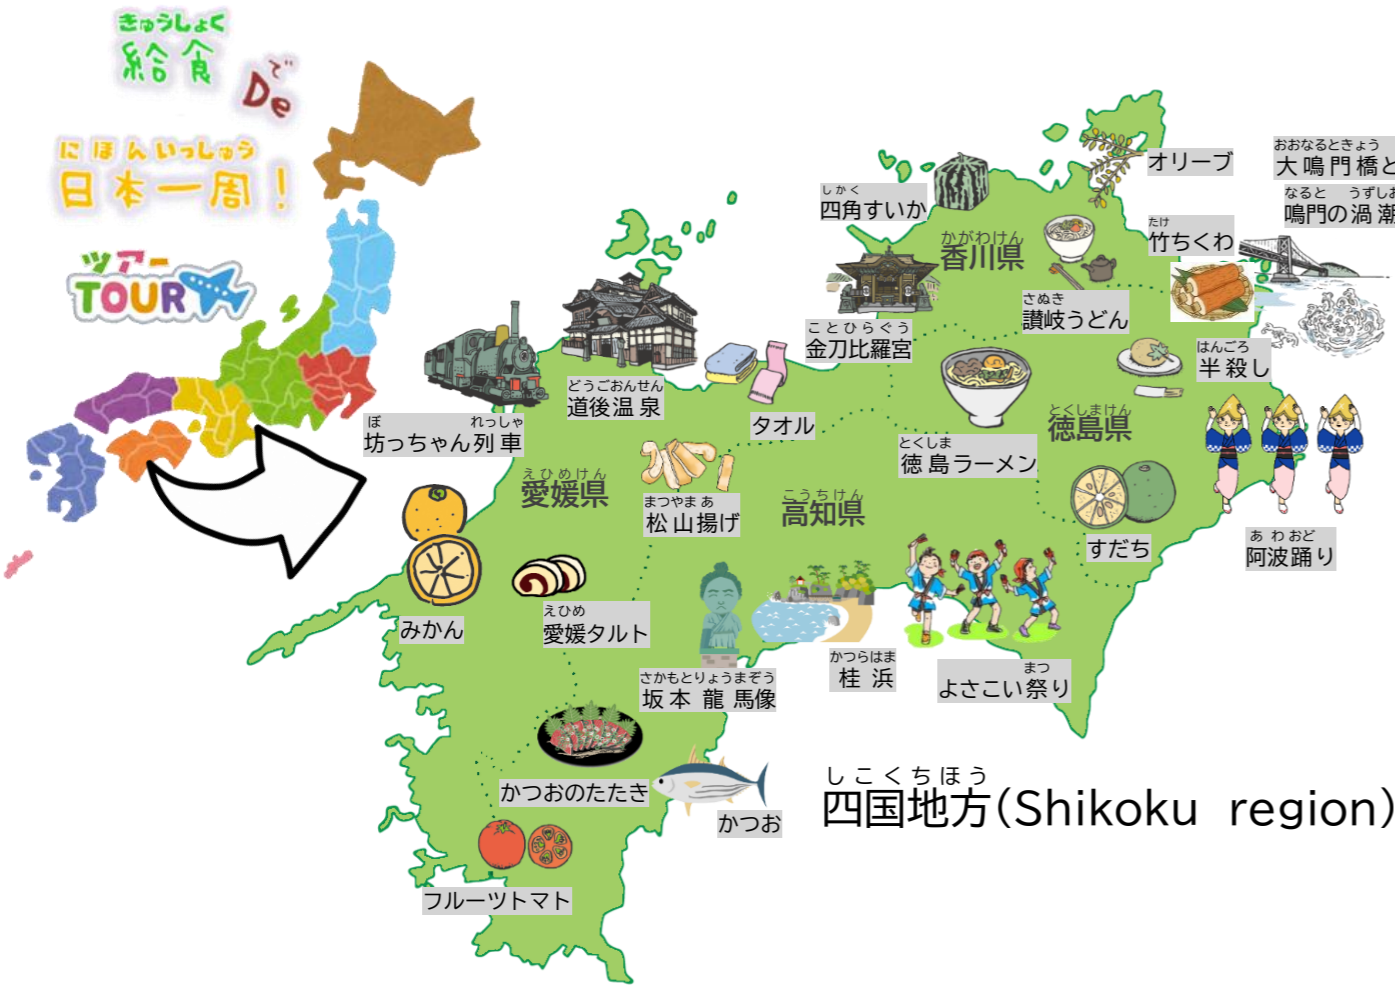 きゅうしょく
給食
で
De
にほんいっしゅう
日本一周!
ツアー
TOUR
オリーブ
おおなるときょう
大鳴門橋と
なると うずしお
鳴門の渦潮
しかく
四角すいか
かがわけん
香川県
たけ
竹ちくわ
さぬき
讃岐うどん
ことひらぐう
金刀比羅宮
はんごろ
半殺し
どうごおんせん
道後温泉
タオル
ぼ れっしゃ
坊っちゃん列車
とくしまけん
徳島県
とくしま
徳島ラーメン
えひめけん
愛媛県
まつやまあ
松山揚げ
こうちけん
高知県
すだち
あわおど
阿波踊り
みかん
えひめ
愛媛タルト
さかもとりょうまぞう
坂本龍馬像
かつらはま
桂浜
まつ
よさこい祭り
かつおのたたき
かつお
フルーツトマト
しこくちほう
四国地方(Shikoku region)